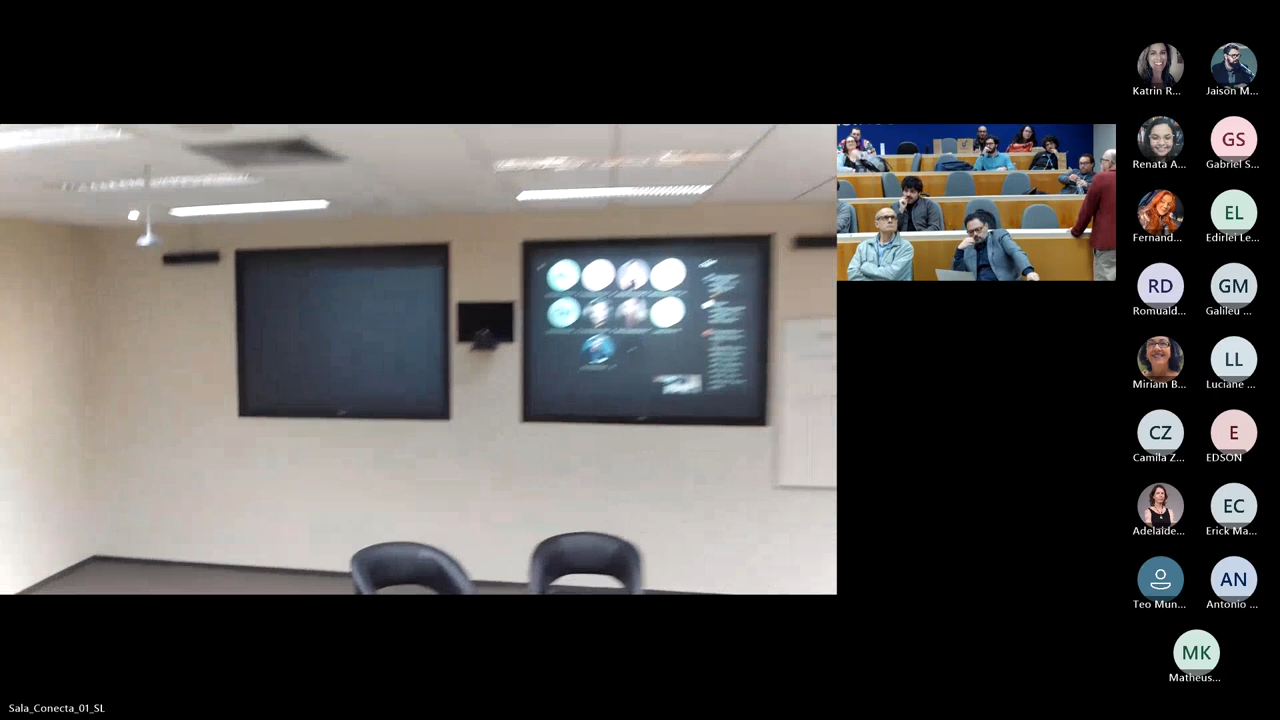 Katrin R...
Jaison M...
Renata A...
GS
Gabriel S...
Fernand...
EL
Edirlei Le...
RD
Romuald...
GM
Galileu ...
Miriam B...
LL
Luciane ...
CZ
Camila Z...
E
EDSON
Adelaide...
EC
Erick Ma...
Teo Mun...
AN
Antonio ...
MK
Matheus...
Sala_Conecta_01_SL